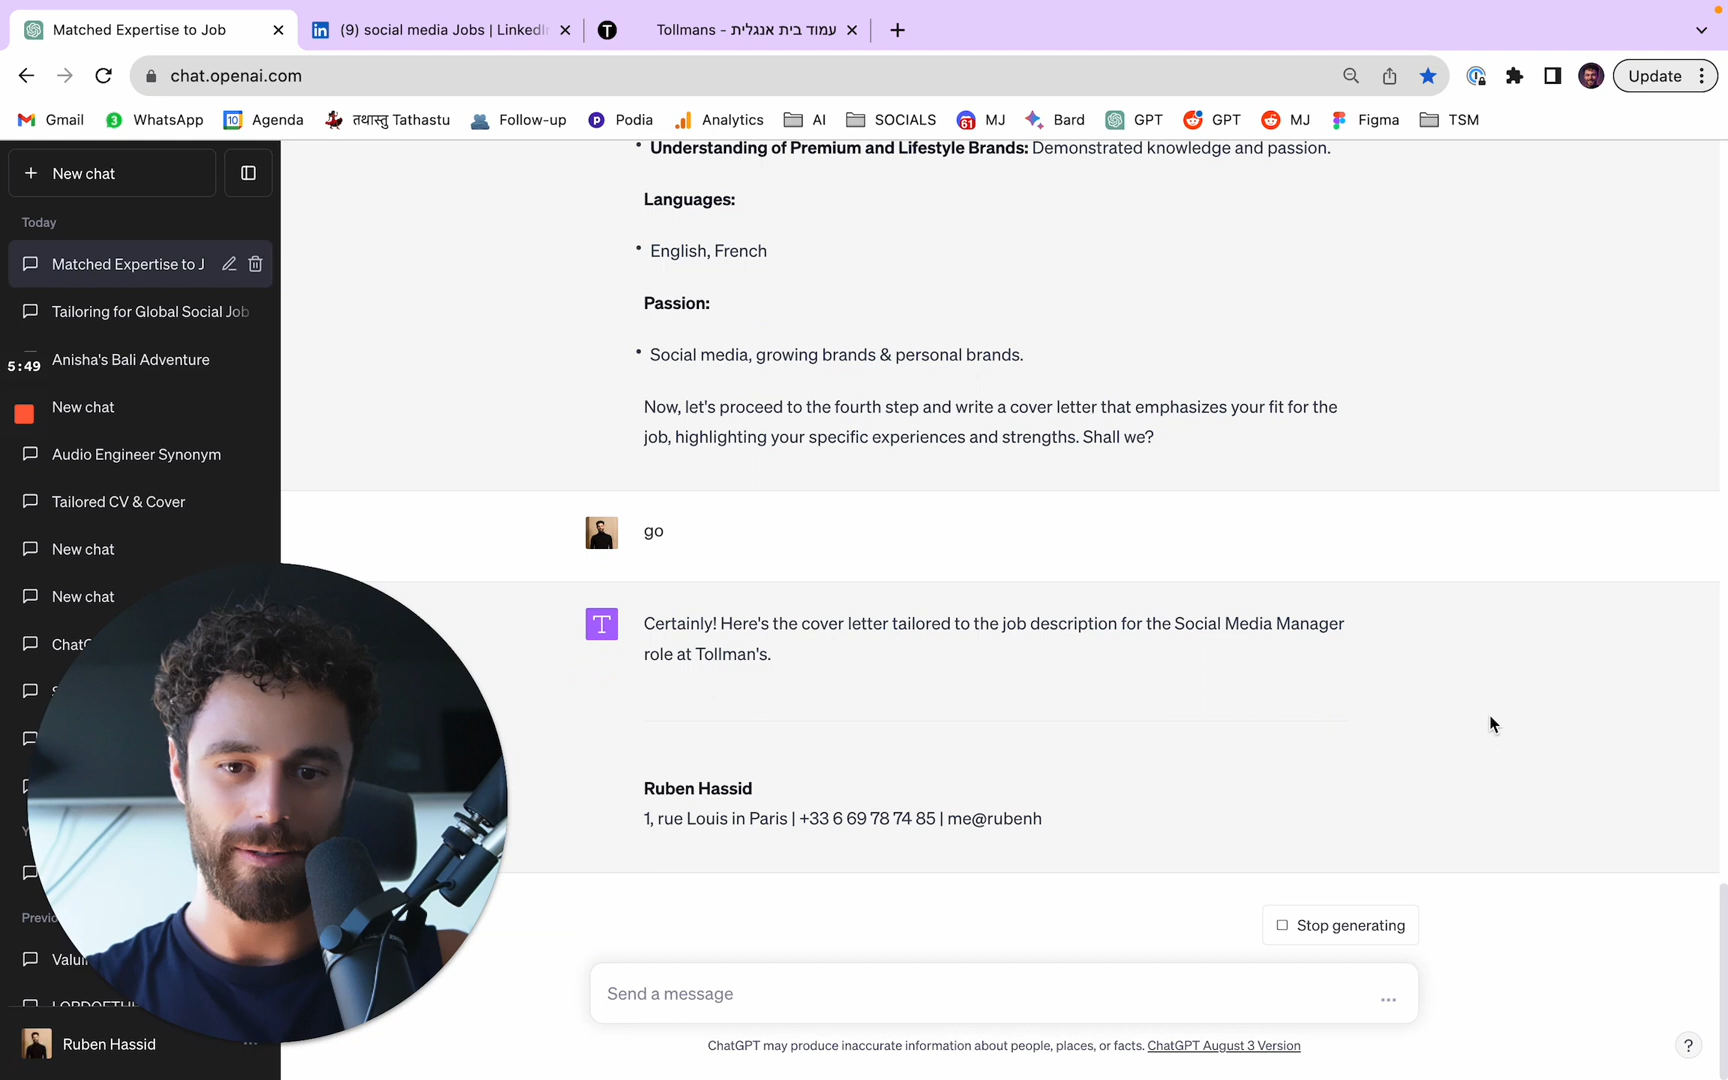 Matched Expertise to Job
(9) social media Jobs | LinkedIn
T
Tollmans - עמוד בית אנגלית
chat.openai.com
Update
Gmail
WhatsApp
Agenda
तथास्तु Tathastu
Follow-up
Podia
Analytics
AI
SOCIALS
MJ
Bard
GPT
GPT
MJ
Figma
TSM
3
10
61
New chat
Today
Matched Expertise to J
Tailoring for Global Social Job
5:49
Anisha's Bali Adventure
New chat
Audio Engineer Synonym
Tailored CV & Cover
New chat
New chat
Previo
LORDOFTH
Ruben Hassid
• Understanding of Premium and Lifestyle Brands: Demonstrated knowledge and passion.
Languages:
• English, French
Passion:
• Social media, growing brands & personal brands.
Now, let's proceed to the fourth step and write a cover letter that emphasizes your fit for the
job, highlighting your specific experiences and strengths. Shall we?
go
T
Certainly! Here's the cover letter tailored to the job description for the Social Media Manager
role at Tollman's.
Ruben Hassid
1, rue Louis in Paris | +33 6 69 78 74 85 | me@rubenh
Stop generating
Send a message
ChatGPT may produce inaccurate information about people, places, or facts. ChatGPT August 3 Version
?